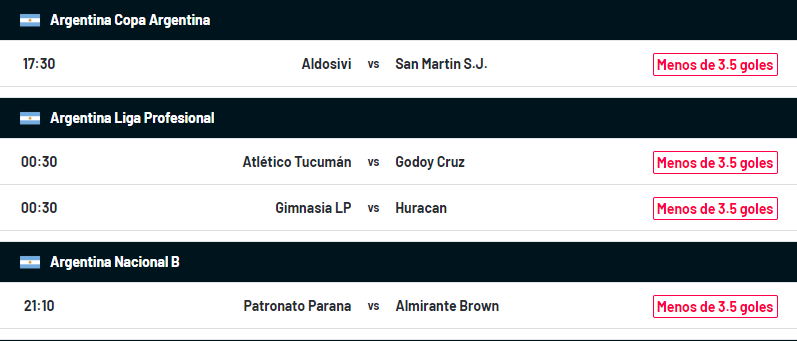 Argentina Copa Argentina
17:30 Aldosivi vs San Martin S.J. Menos de 3.5 goles
Argentina Liga Profesional
00:30 Atlético Tucumán vs Godoy Cruz Menos de 3.5 goles
00:30 Gimnasia LP vs Huracan Menos de 3.5 goles
Argentina Nacional B
21:10 Patronato Parana vs Almirante Brown Menos de 3.5 goles